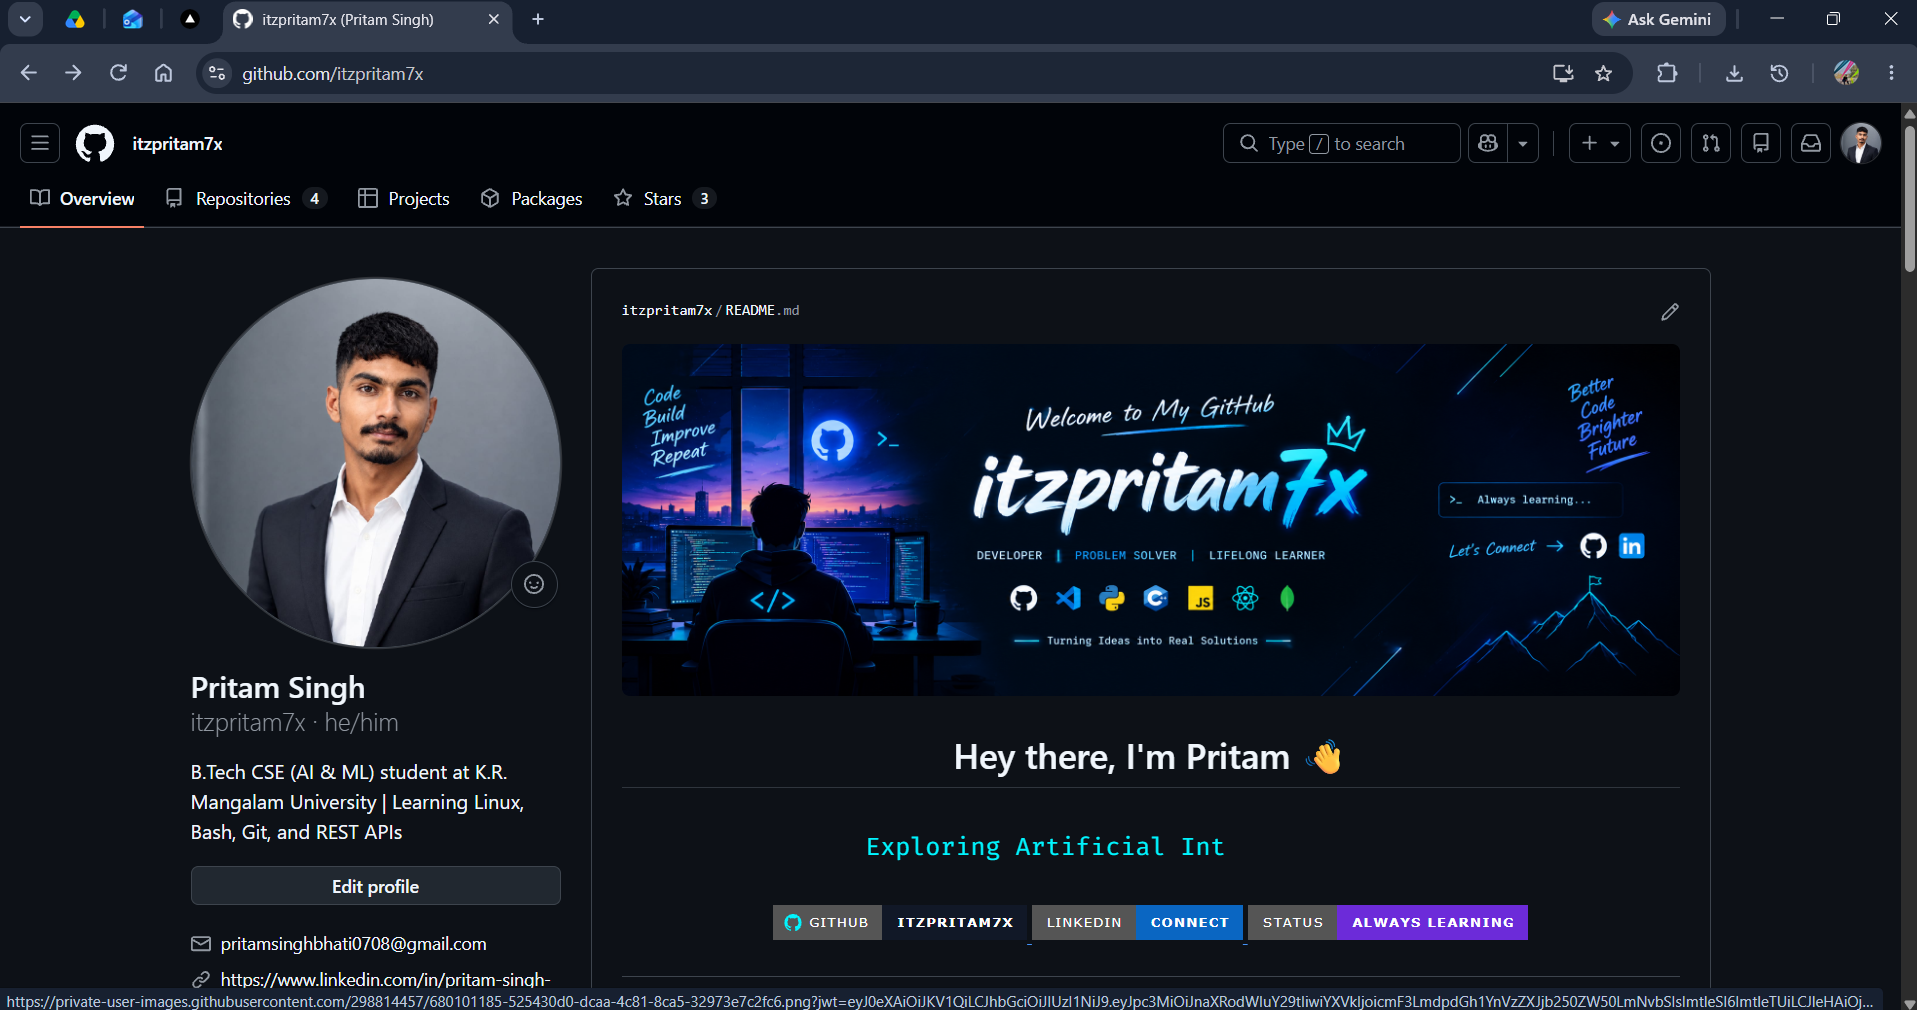 itzpritam7x (Pritam Singh)
Ask Gemini
github.com/itzpritam7x
itzpritam7x
Type / to search
Overview
Repositories 4
Projects
Packages
Stars 3
itzpritam7x / README.md
Code
Build
Improve
Repeat
>_
</>
Welcome to My GitHub
itzpritam7x
DEVELOPER | PROBLEM SOLVER | LIFELONG LEARNER
JS
Turning Ideas into Real Solutions
Better
Code
Brighter
Future
>_ Always learning...
Let's Connect →
in
Pritam Singh
itzpritam7x · he/him
B.Tech CSE (AI & ML) student at K.R.
Mangalam University | Learning Linux,
Bash, Git, and REST APIs
Edit profile
pritamsinghbhati0708@gmail.com
https://www.linkedin.com/in/pritam-singh-
Hey there, I'm Pritam 👋
Exploring Artificial Int
GITHUB ITZPRITAM7X
LINKEDIN CONNECT
STATUS ALWAYS LEARNING